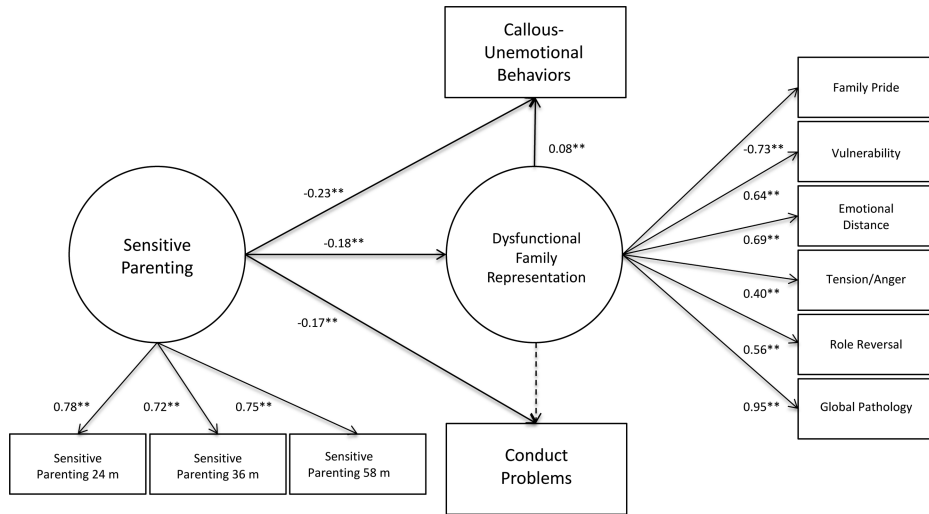 Callous-
Unemotional
Behaviors
Family Pride
-0.73**
0.08**
Vulnerability
-0.23**
0.64**
Emotional
Distance
Sensitive
Parenting
-0.18**
Dysfunctional
Family
Representation
0.69**
Tension/Anger
0.40**
-0.17**
Role Reversal
0.56**
0.78**
0.72**
0.75**
0.95**
Global Pathology
Sensitive
Parenting 24 m
Sensitive
Parenting 36 m
Sensitive
Parenting 58 m
Conduct
Problems